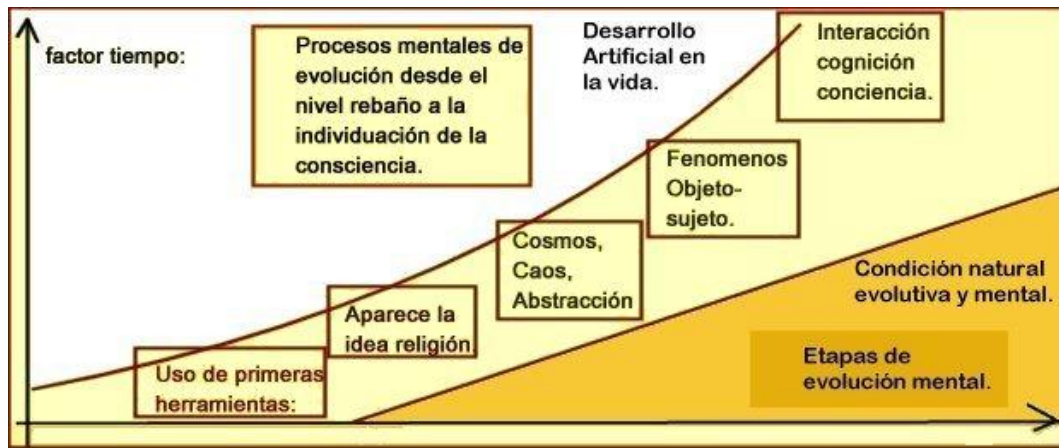 factor tiempo:
Procesos mentales de
evolución desde el
nivel rebaño a la
individuación de la
consciencia.
Desarrollo
Artificial en
la vida.
Interacción
cognición
conciencia.
Fenomenos
Objeto-
sujeto.
Cosmos,
Caos,
Abstracción
Aparece la
idea religión.
Uso de primeras
herramientas:
Condición natural
evolutiva y mental.
Etapas de
evolución mental.